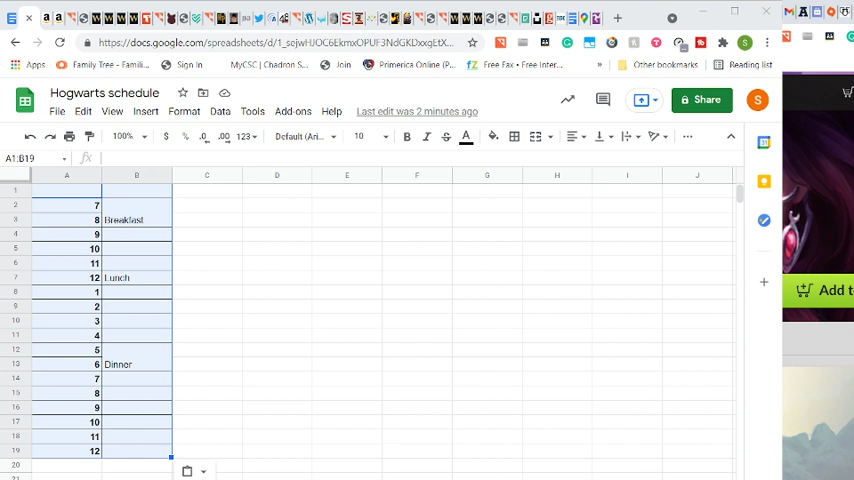 https://docs.google.com/spreadsheets/d/1_sejwHJOC6EkmxOPUF3NdGKDxxgEtX...
Apps Family Tree - Famili... Sign In MyCSC | Chadron S... Join Primerica Online (P... Free Fax • Free Inter... » Other bookmarks Reading list
Hogwarts schedule
File Edit View Insert Format Data Tools Add-ons Help Last edit was 2 minutes ago
Share S
100% $ % .0 .00 123 Default (Ari... 10 B I S A
A1:B19 fx
A B C D E F G H I J
1
2 7
3 8 Breakfast
4 9
5 10
6 11
7 12 Lunch
8 1
9 2
10 3
11 4
12 5
13 6 Dinner
14 7
15 8
16 9
17 10
18 11
19 12
20
21
Add to